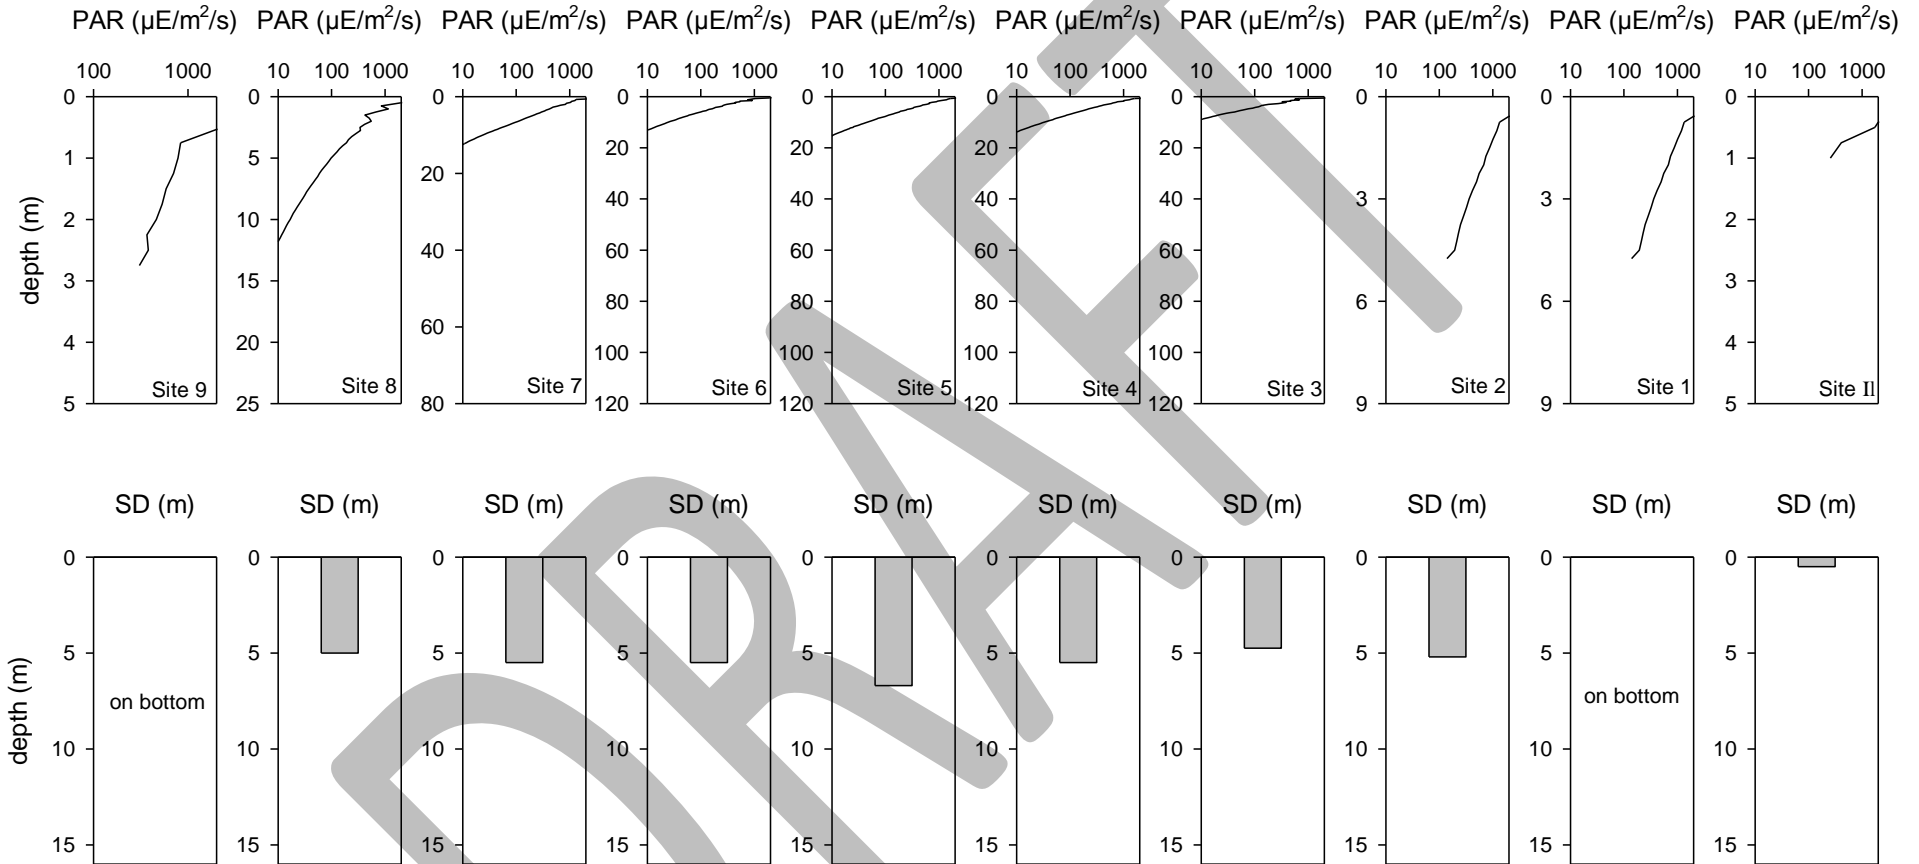 PAR (µE/m²/s) PAR (µE/m²/s) PAR (µE/m²/s) PAR (µE/m²/s) PAR (µE/m²/s) PAR (µE/m²/s) PAR (µE/m²/s) PAR (µE/m²/s) PAR (µE/m²/s) PAR (µE/m²/s)
100 1000 10 100 1000 10 100 1000 10 100 1000 10 100 1000 10 100 1000 10 100 1000 10 100 1000 10 100 1000 10 100 1000
0 0 0 0 0 0 0 0 0 0
1 5 20 20 20 20 20 3 3 1
2 10 40 40 40 40 40 6 6 2
3 15 60 60 60 60 60 9 9 3
4 20 80 80 80 80 80 4
5 25 100 100 100 100 5
120 120 120 120
depth (m)
Site 9 Site 8 Site 7 Site 6 Site 5 Site 4 Site 3 Site 2 Site 1 Site II
SD (m) SD (m) SD (m) SD (m) SD (m) SD (m) SD (m) SD (m) SD (m) SD (m)
0 0 0 0 0 0 0 0 0 0
5 5 5 5 5 5 5 5 5 5
on bottom on bottom
10 10 10 10 10 10 10 10 10 10
15 15 15 15 15 15 15 15 15 15
depth (m)
DRAFT